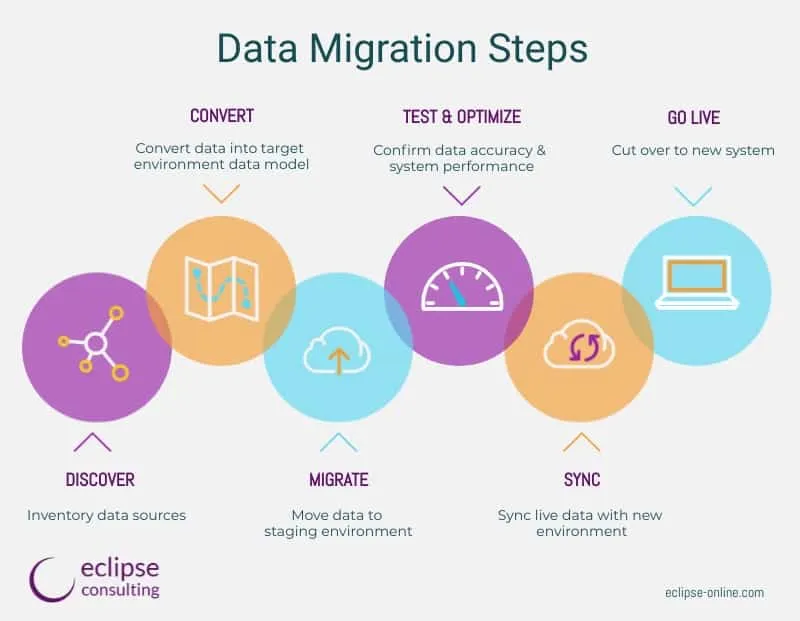 Data Migration Steps
CONVERT
Convert data into target
environment data model
TEST & OPTIMIZE
Confirm data accuracy &
system performance
GO LIVE
Cut over to new system
DISCOVER
Inventory data sources
MIGRATE
Move data to
staging environment
SYNC
Sync live data with new
environment
eclipse
consulting
eclipse-online.com